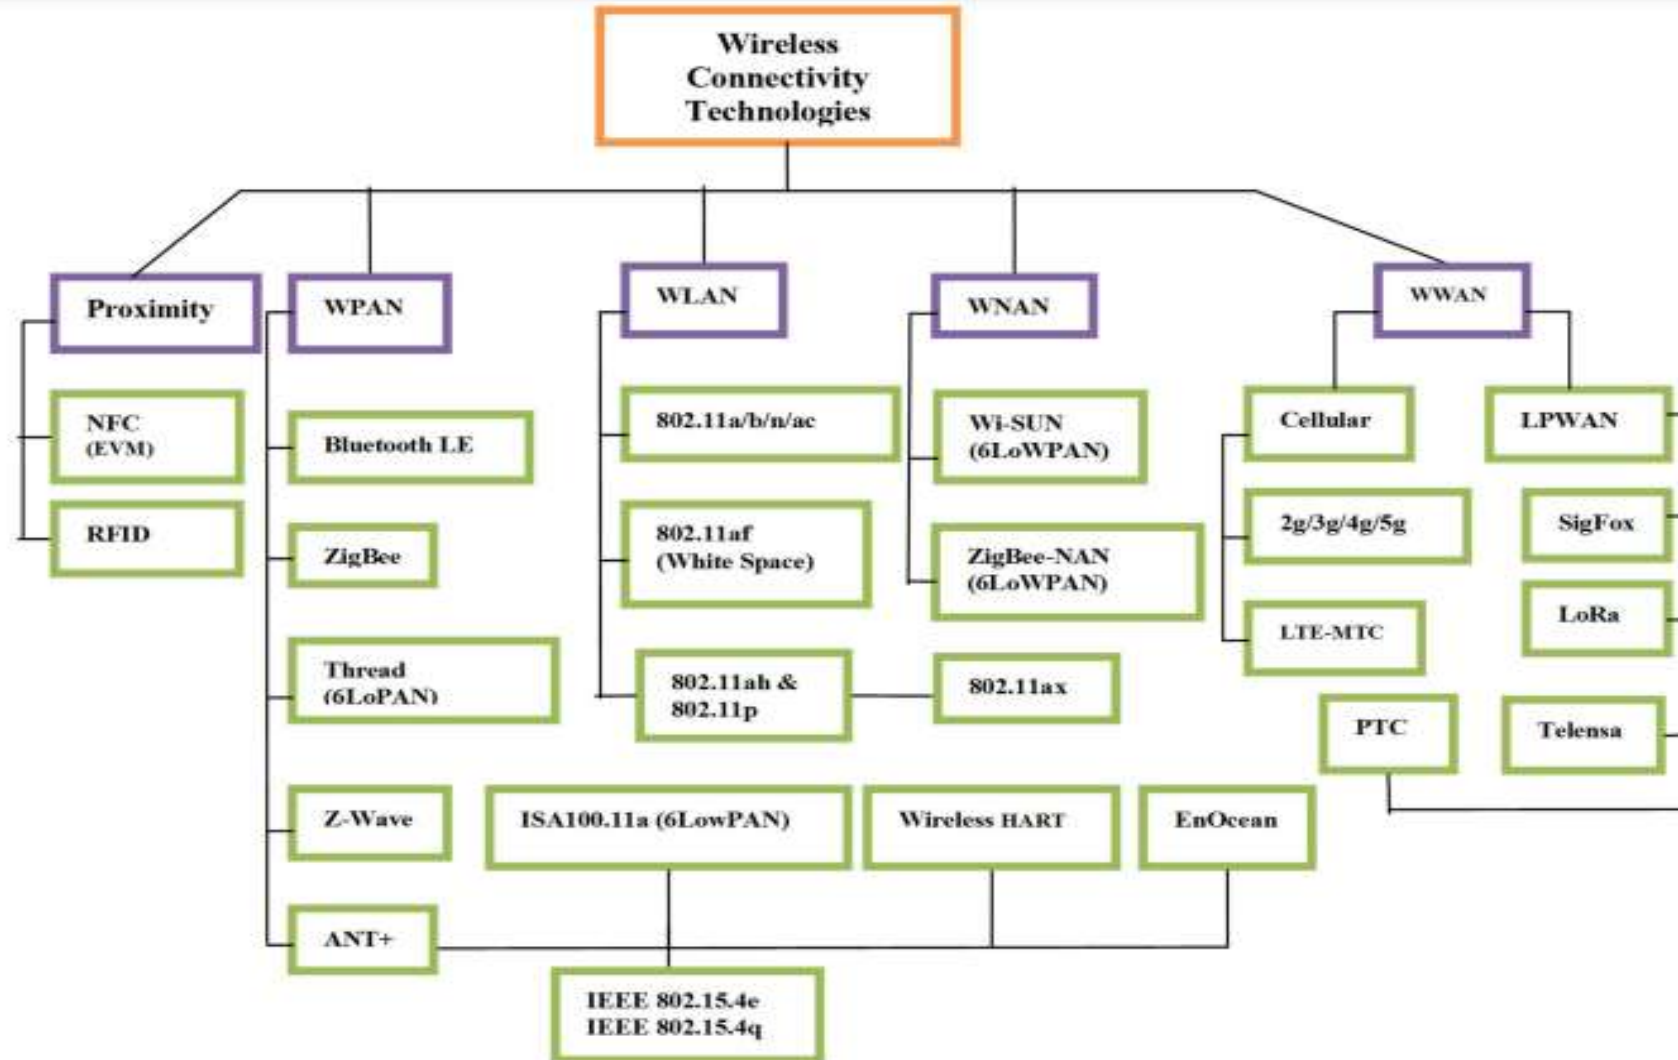 Wireless
Connectivity
Technologies
Proximity
WPAN
WLAN
WNAN
WWAN
NFC
(EVM)
RFID
Bluetooth LE
ZigBee
Thread
(6LoPAN)
Z-Wave
ANT+
802.11a/b/n/ac
802.11af
(White Space)
802.11ah &
802.11p
802.11ax
Wi-SUN
(6LoWPAN)
ZigBee-NAN
(6LoWPAN)
Cellular
2g/3g/4g/5g
LTE-MTC
LPWAN
SigFox
LoRa
Telensa
PTC
ISA100.11a (6LowPAN)
Wireless HART
EnOcean
IEEE 802.15.4e
IEEE 802.15.4q